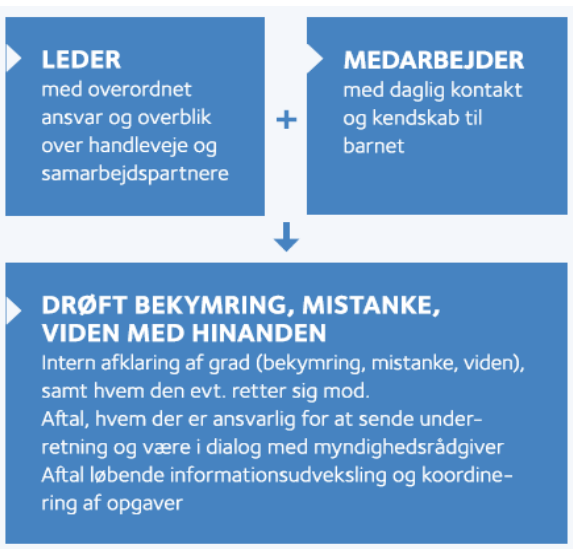 LEDER
med overordnet
ansvar og overblik
over handleveje og
samarbejdspartnere
+
MEDARBEJDER
med daglig kontakt
og kendskab til
barnet
DRØFT BEKYMRING, MISTANKE,
VIDEN MED HINANDEN
Intern afklaring af grad (bekymring, mistanke, viden),
samt hvem den evt. retter sig mod.
Aftal, hvem der er ansvarlig for at sende under-
retning og være i dialog med myndighedsrådgiver
Aftal løbende informationsudveksling og koordine-
ring af opgaver